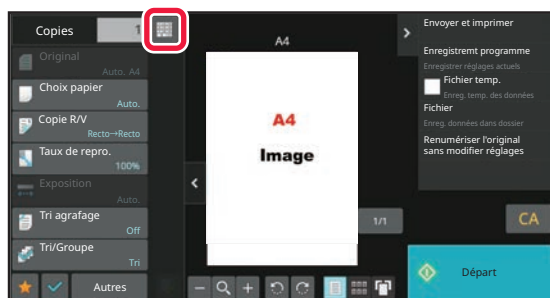 Copies
1
A4
Envoyer et imprimer
Original
Auto. A4
Enregistremt programme
Enregistrer réglages actuels
Choix papier
Auto.
Fichier temp.
Enreg. temp. des données
Copie R/V
Recto→Recto
Fichier
Enreg. données dans dossier
A4
Image
Taux de repro.
100%
Renumériser l'original
sans modifier réglages
Exposition
Auto.
Tri agrafage
Off
1/1
CA
Tri/Groupe
Tri
Autres
Départ